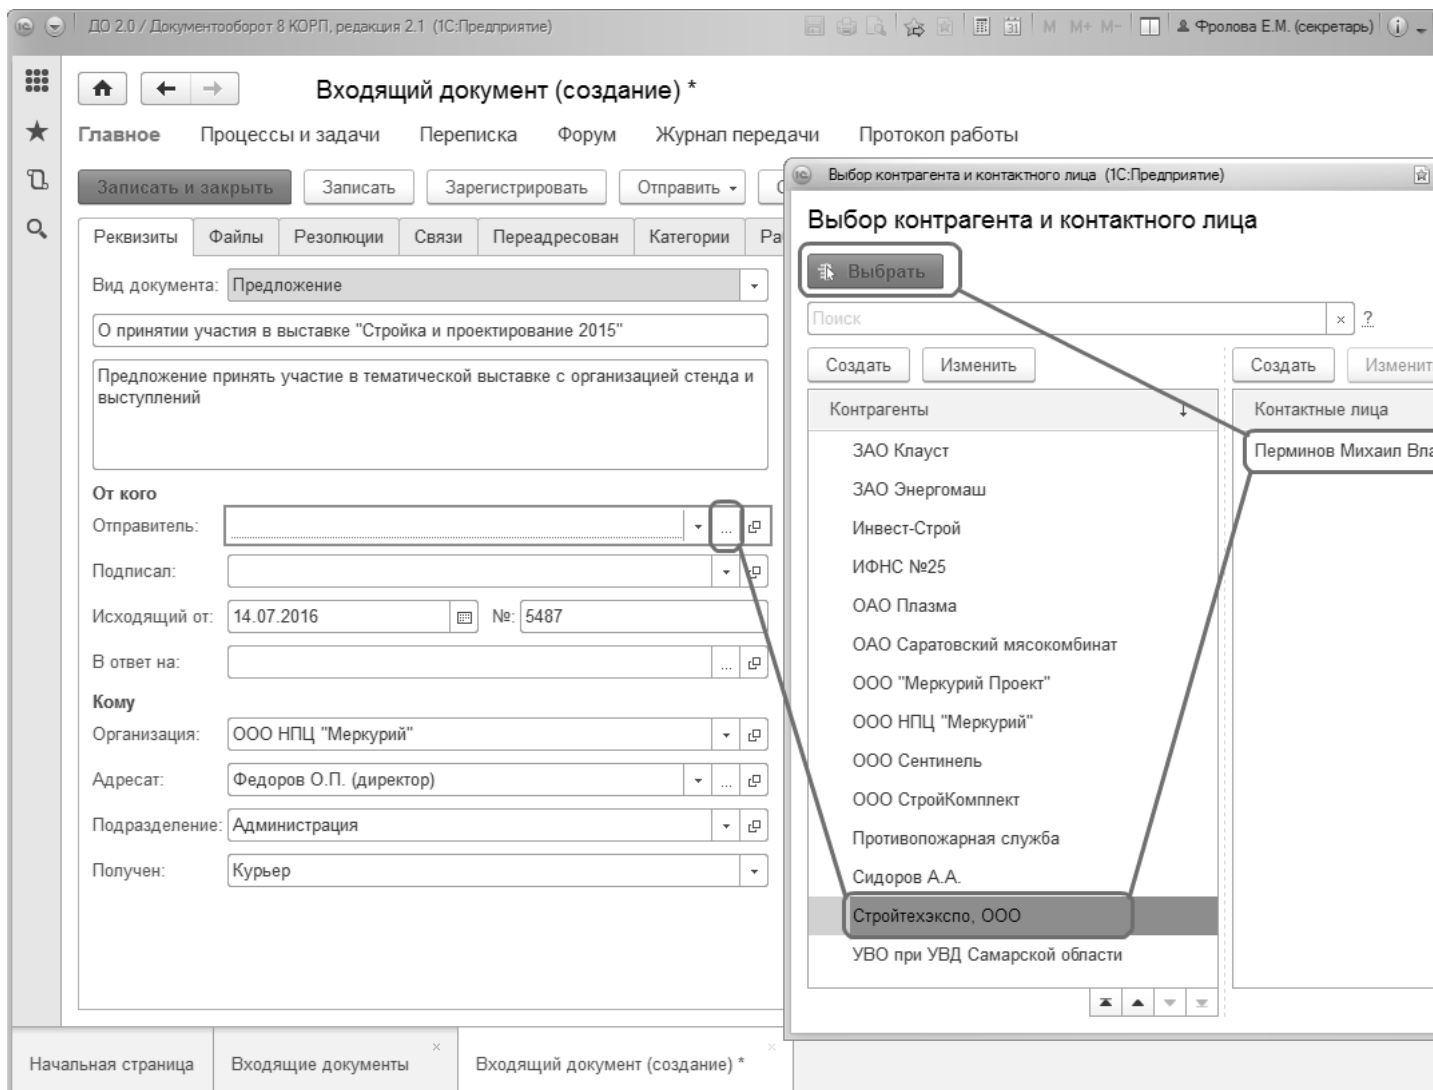 ДО 2.0 / Документооборот 8 КОРП, редакция 2.1 (1С:Предприятие)
M M+ M- Фролова Е.М. (секретарь)
Входящий документ (создание) *
Главное Процессы и задачи Переписка Форум Журнал передачи Протокол работы
Записать и закрыть Записать Зарегистрировать Отправить
Реквизиты Файлы Резолюции Связи Переадресован Категории
Вид документа: Предложение
О принятии участия в выставке "Стройка и проектирование 2015"
Предложение принять участие в тематической выставке с организацией стенда и
выступлений
От кого
Отправитель: ...
Подписал:
Исходящий от: 14.07.2016 №: 5487
В ответ на: ...
Кому
Организация: ООО НПЦ "Меркурий"
Адресат: Федоров О.П. (директор) ...
Подразделение: Администрация
Получен: Курьер
Выбор контрагента и контактного лица (1С:Предприятие)
Выбор контрагента и контактного лица
Выбрать
Поиск × ?
Создать Изменить
Контрагенты
ЗАО Клауст
ЗАО Энергомаш
Инвест-Строй
ИФНС №25
ОАО Плазма
ОАО Саратовский мясокомбинат
ООО "Меркурий Проект"
ООО НПЦ "Меркурий"
ООО Сентинель
ООО СтройКомплект
Противопожарная служба
Сидоров А.А.
Стройтехэкспо, ООО
УВО при УВД Самарской области
Создать Изменит
Контактные лица
Перминов Михаил Вла
Начальная страница Входящие документы × Входящий документ (создание) * ×